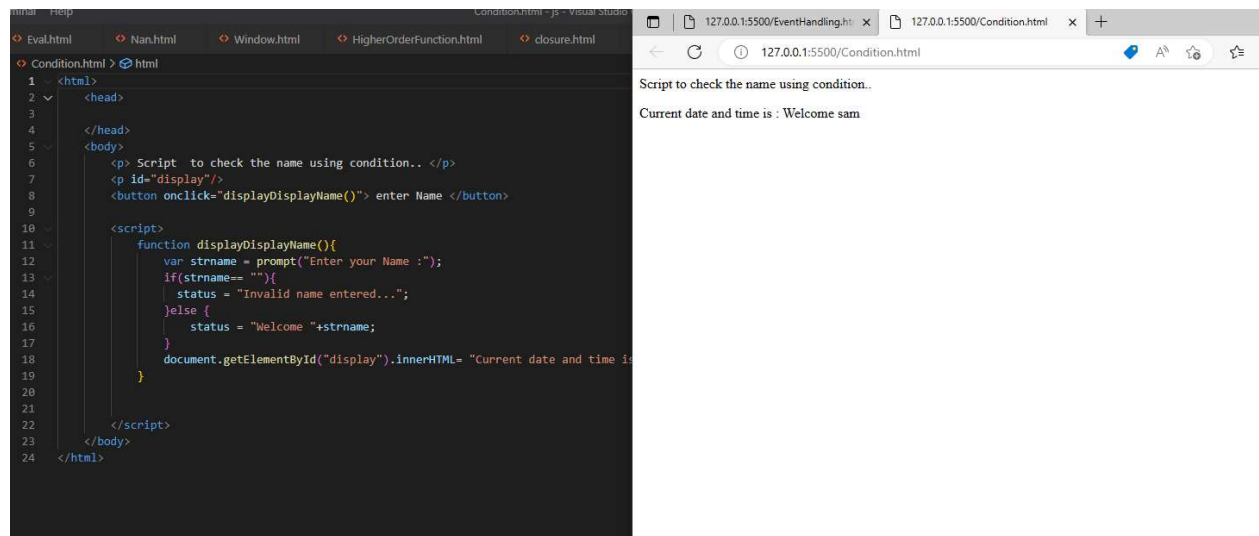 minal Help
Condition.html - js - Visual Studio
Eval.html Nan.html Window.html HigherOrderFunction.html closure.html
Condition.html > html
1 <html>
2 <head>
3
4 </head>
5 <body>
6 <p> Script to check the name using condition.. </p>
7 <p id="display"/>
8 <button onclick="displayDisplayName()"> enter Name </button>
9
10 <script>
11 function displayDisplayName(){
12 var strname = prompt("Enter your Name :");
13 if(strname== ""){
14 status = "Invalid name entered...";
15 }else {
16 status = "Welcome "+strname;
17 }
18 document.getElementById("display").innerHTML= "Current date and time is
19 }
20
21
22 </script>
23 </body>
24 </html>
127.0.0.1:5500/EventHandling.ht
127.0.0.1:5500/Condition.html
127.0.0.1:5500/Condition.html
Script to check the name using condition..
Current date and time is : Welcome sam